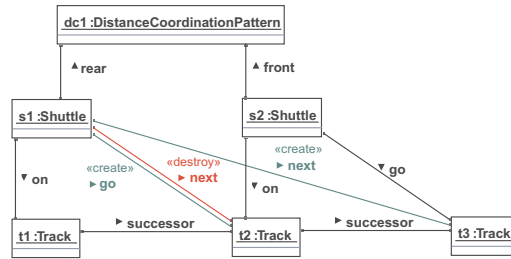 dc1 :DistanceCoordinationPattern
▲ rear
▲ front
s1 :Shuttle
s2 :Shuttle
«create»
► go
«destroy»
► next
«create»
► next
► go
▼ on
▼ on
► successor
► successor
t1 :Track
t2 :Track
t3 :Track